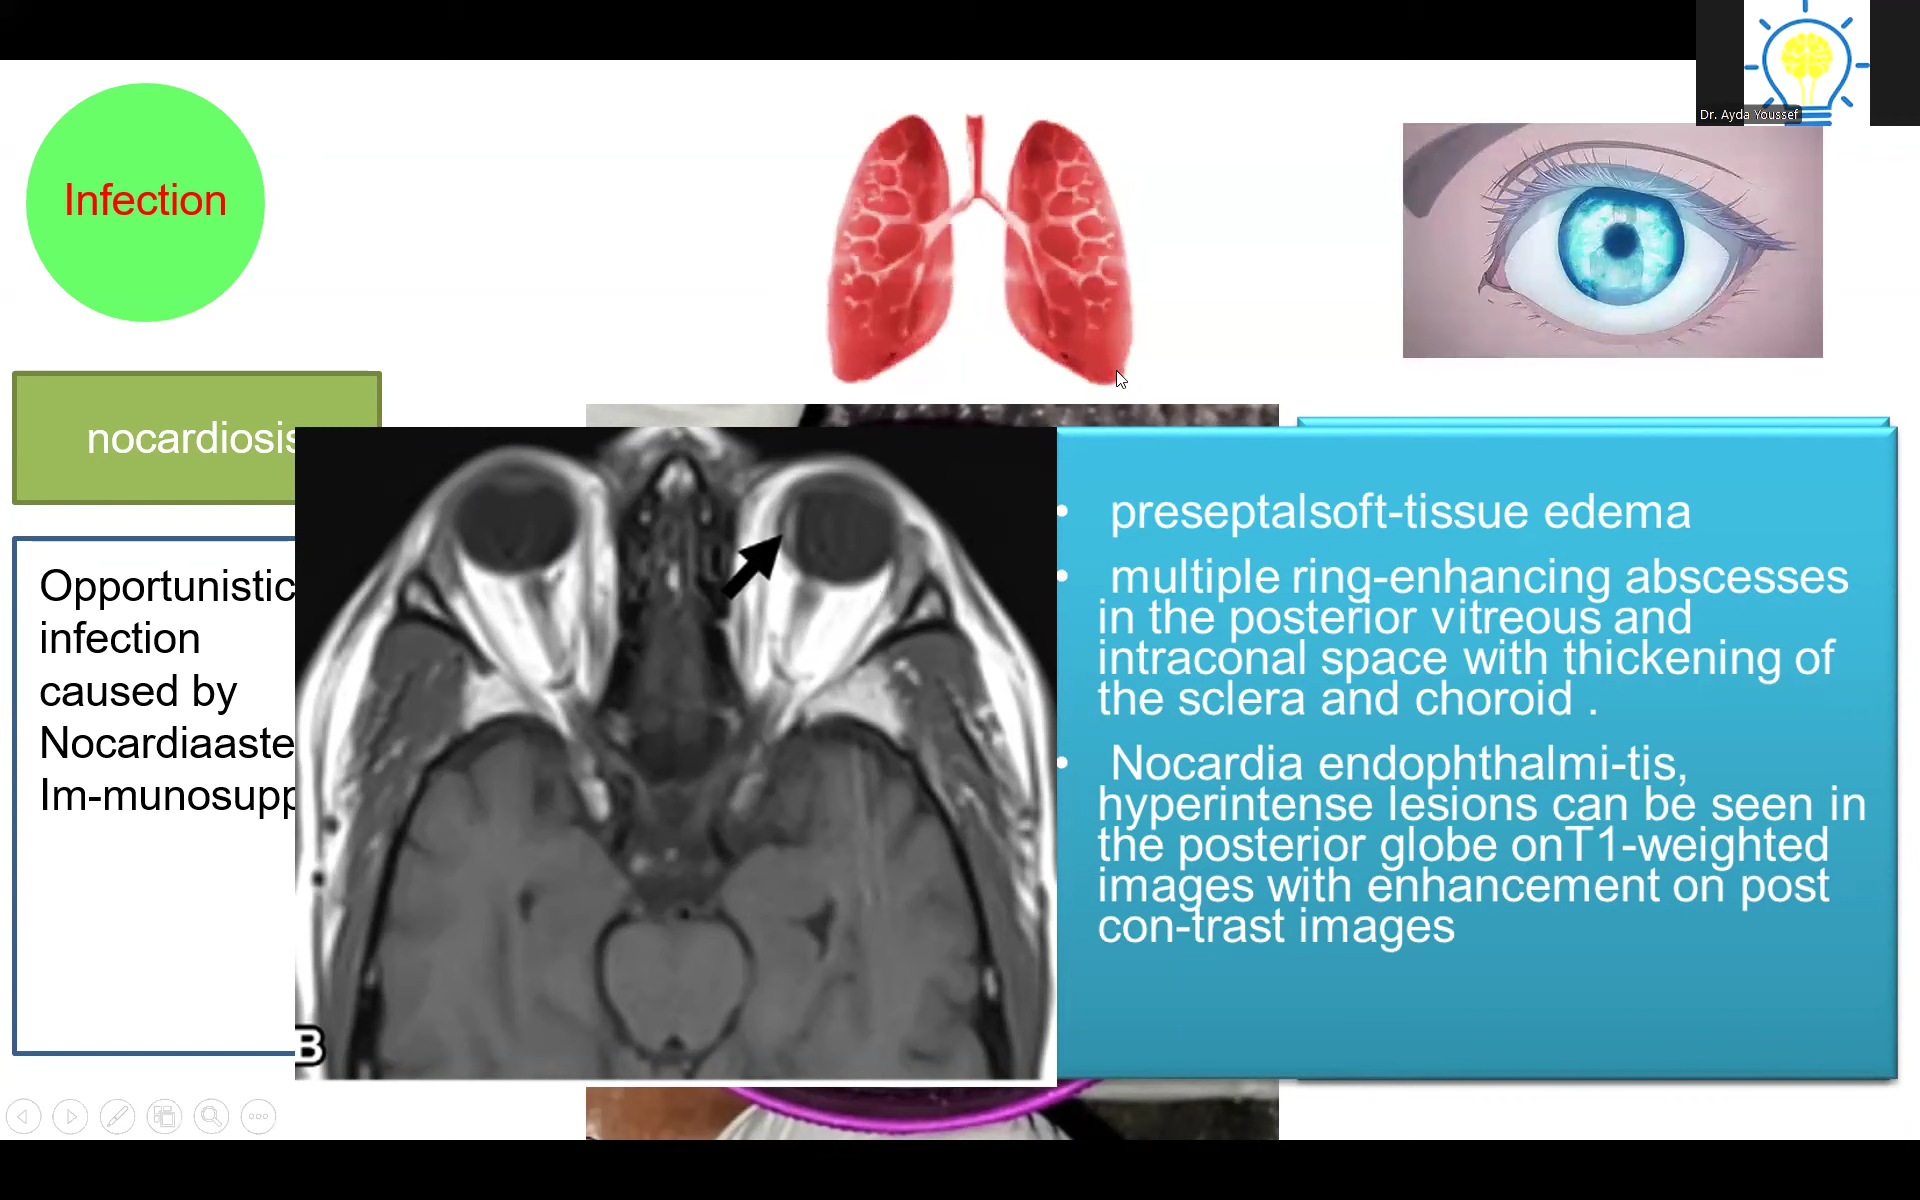 Dr. Ayda Youssef
Infection
nocardiosis
Opportunistic
infection
caused by
Nocardiaaste
Im-munosupp
B
• preseptalsoft-tissue edema
• multiple ring-enhancing abscesses
in the posterior vitreous and
intraconal space with thickening of
the sclera and choroid .
• Nocardia endophthalmi-tis,
hyperintense lesions can be seen in
the posterior globe onT1-weighted
images with enhancement on post
con-trast images